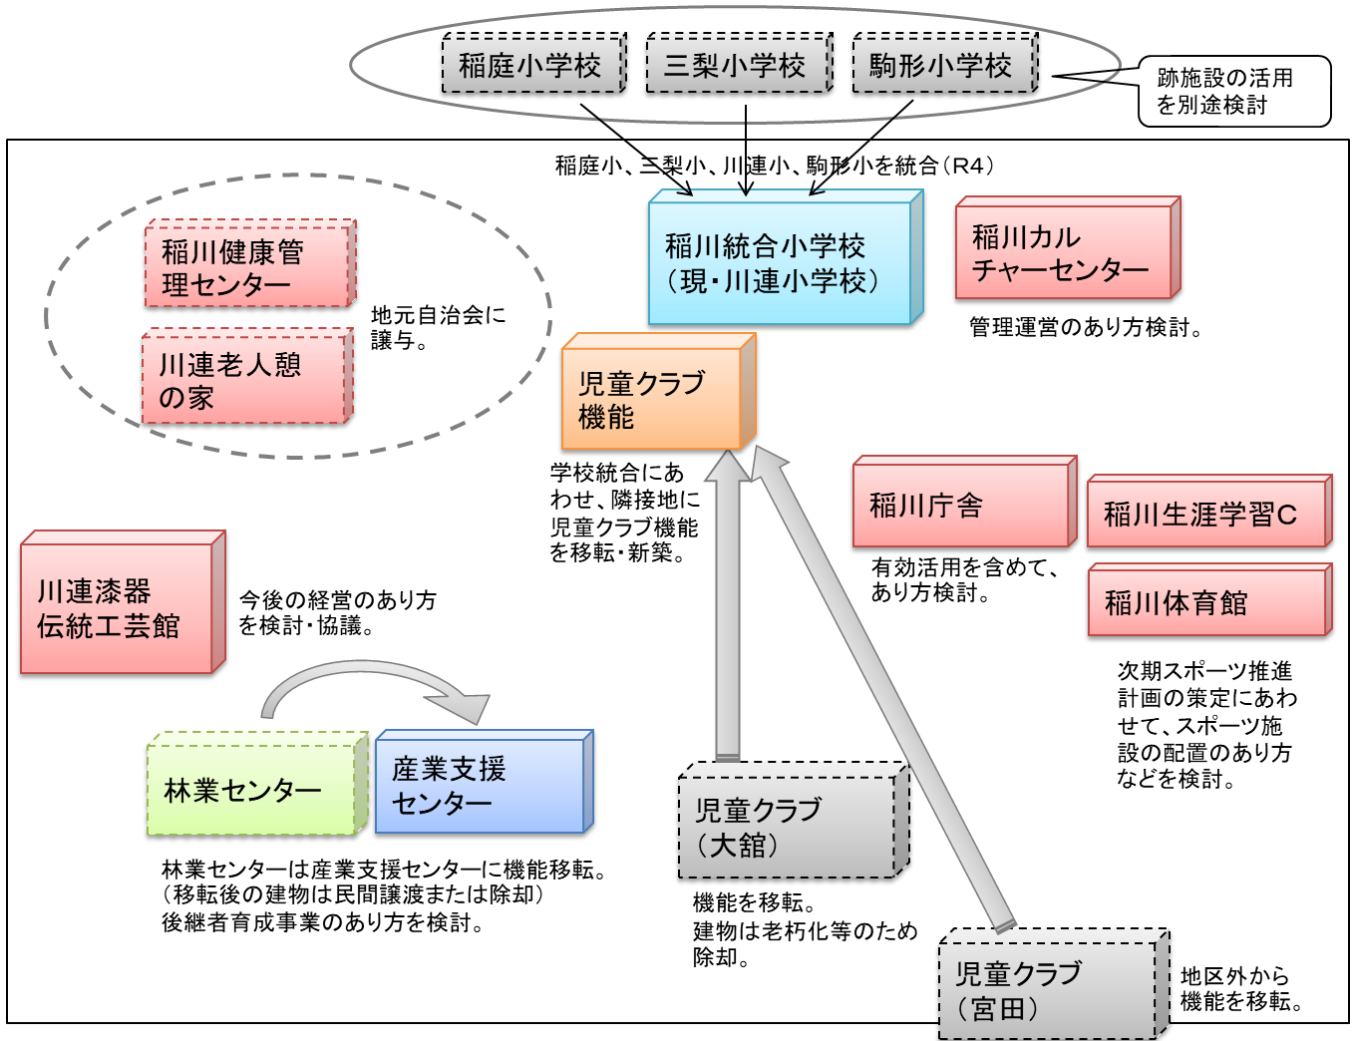 稲庭小学校
三梨小学校
駒形小学校
跡施設の活用
を別途検討
稲庭小、三梨小、川連小、駒形小を統合（R4）
稲川健康管
理センター
地元自治会に
譲与。
川連老人憩
の家
稲川統合小学校
（現・川連小学校）
稲川カル
チャーセンター
管理運営のあり方検討。
児童クラブ
機能
学校統合にあ
わせ、隣接地に
児童クラブ機能
を移転・新築。
稲川庁舎
有効活用を含めて、
あり方検討。
稲川生涯学習C
稲川体育館
次期スポーツ推進
計画の策定にあわ
せて、スポーツ施
設の配置のあり方
などを検討。
川連漆器
伝統工芸館
今後の経営のあり方
を検討・協議。
林業センター
産業支援
センター
林業センターは産業支援センターに機能移転。
（移転後の建物は民間譲渡または除却）
後継者育成事業のあり方を検討。
児童クラブ
（大舘）
機能を移転。
建物は老朽化等のため
除却。
児童クラブ
（宮田）
地区外から
機能を移転。